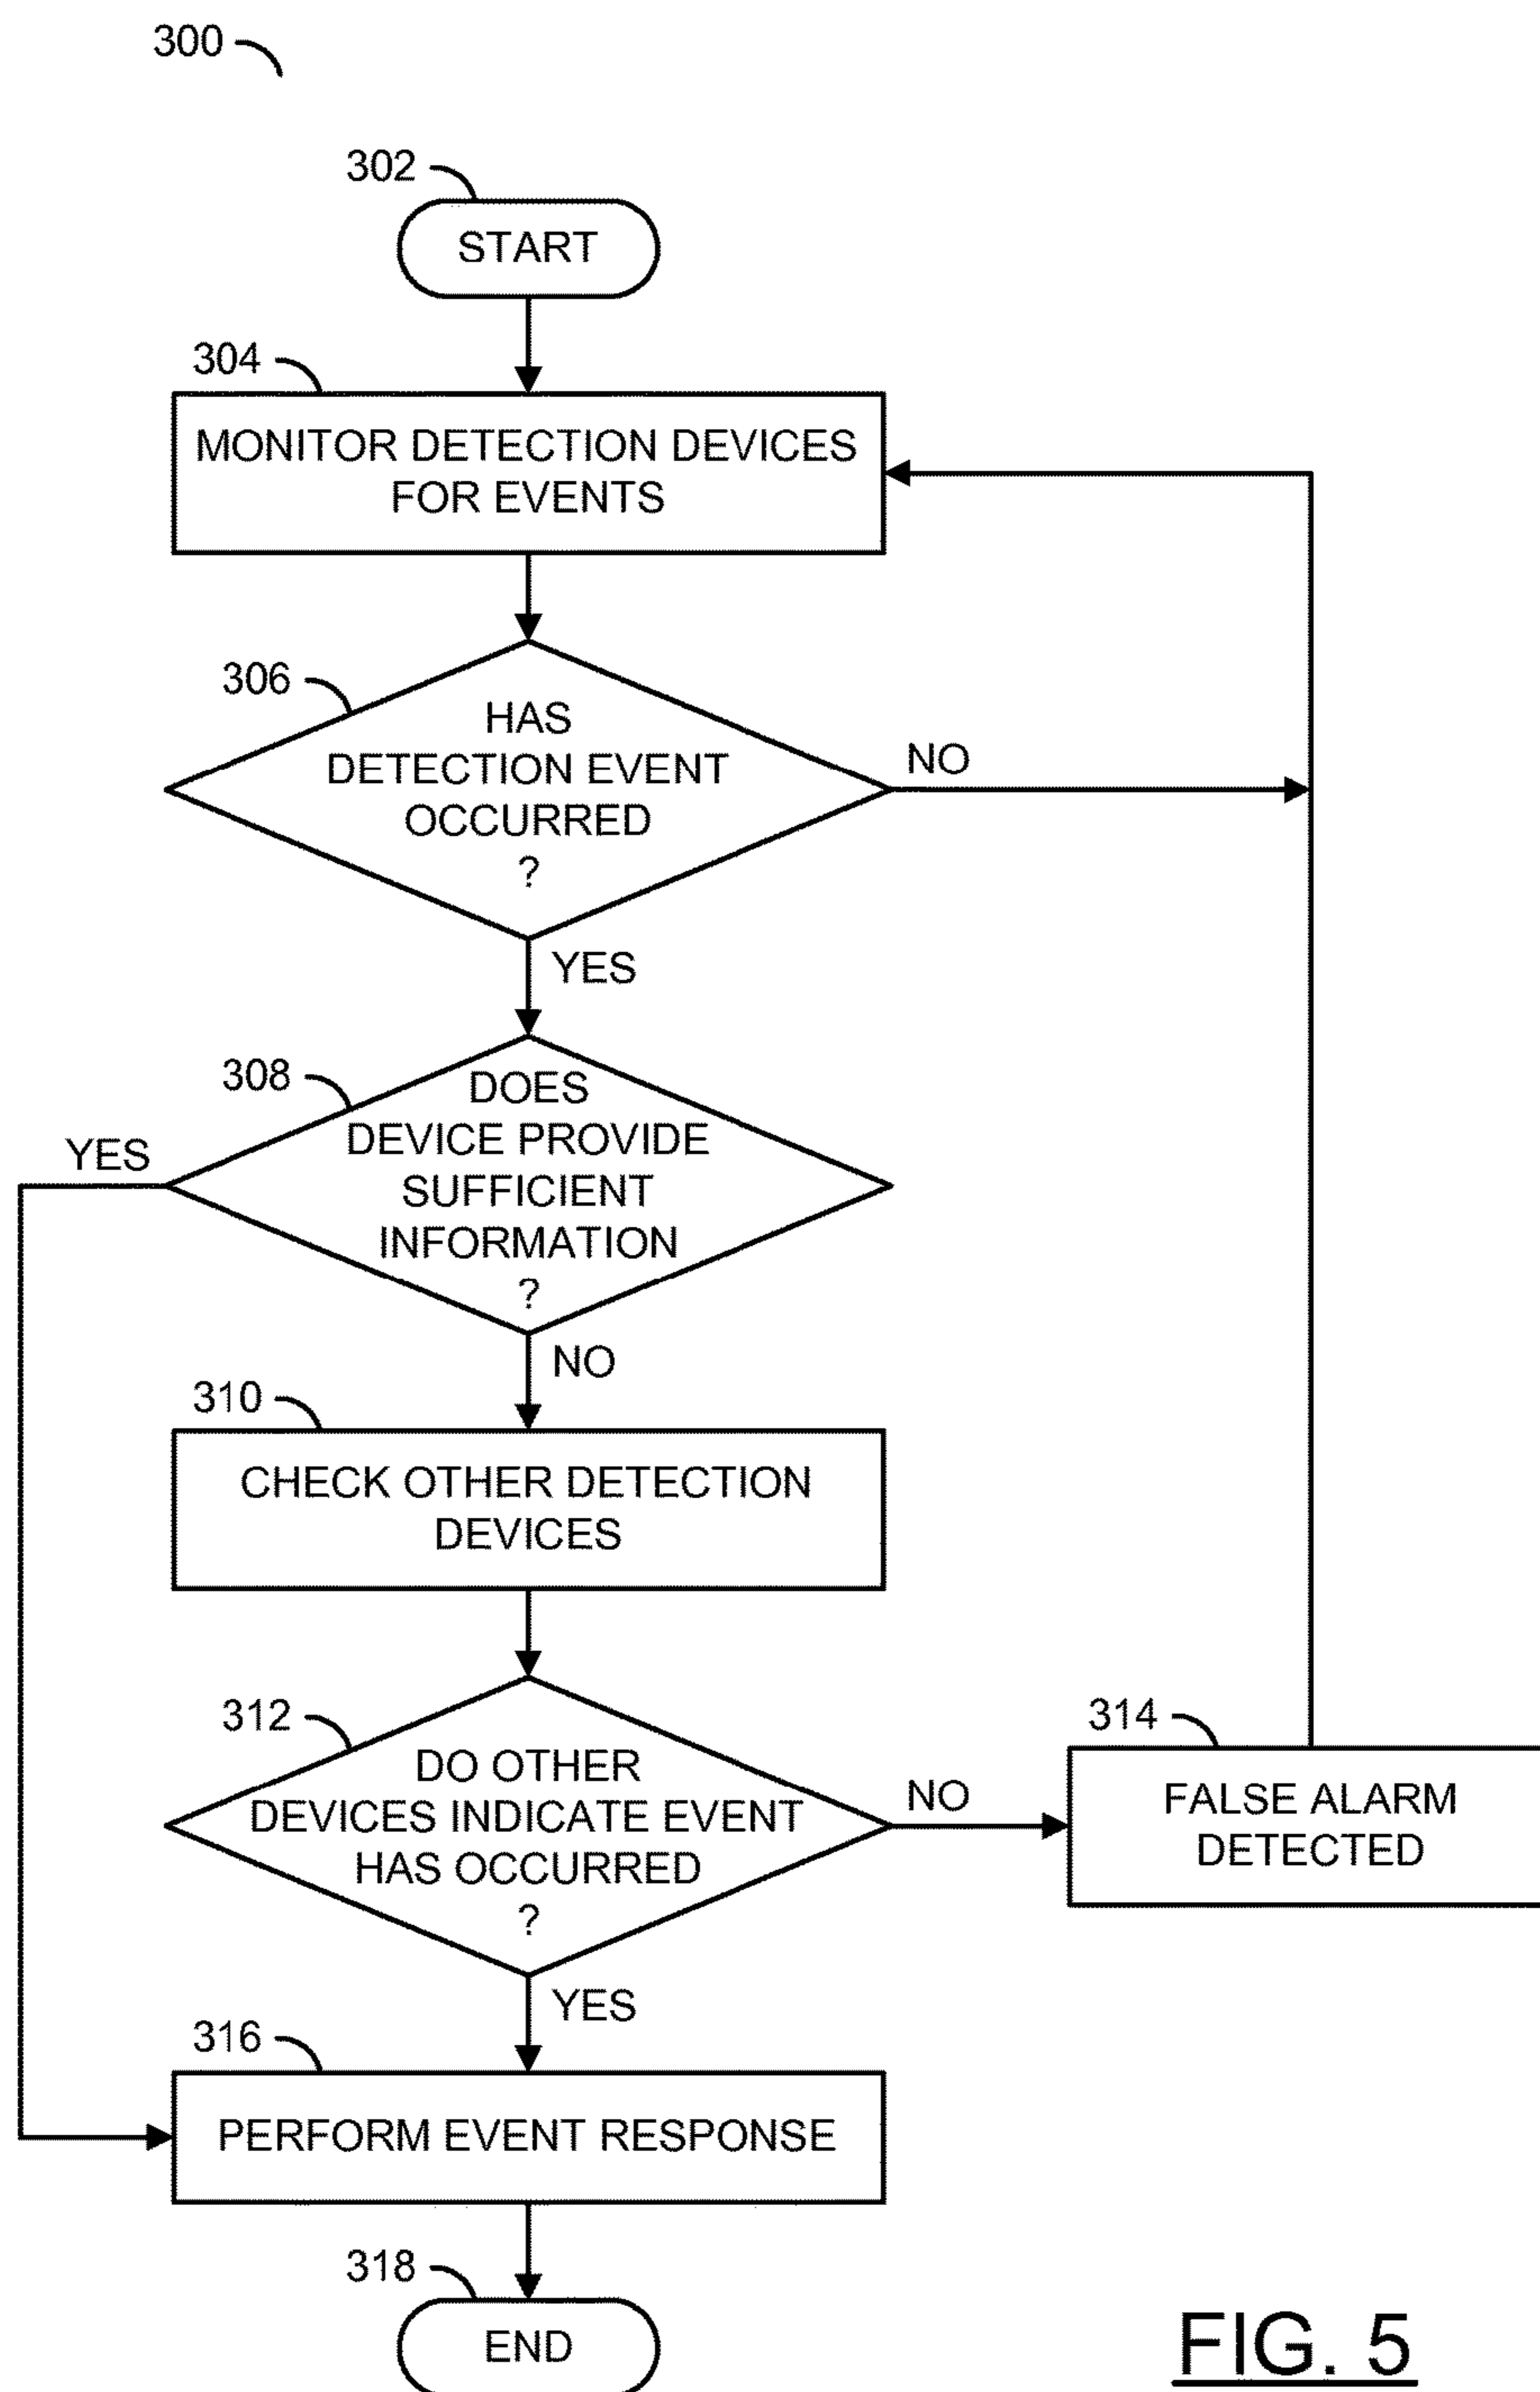 300
302
START
304
MONITOR DETECTION DEVICES
FOR EVENTS
306
HAS
DETECTION EVENT
OCCURRED
?
NO
YES
308
DOES
DEVICE PROVIDE
SUFFICIENT
INFORMATION
?
YES
NO
310
CHECK OTHER DETECTION
DEVICES
312
DO OTHER
DEVICES INDICATE EVENT
HAS OCCURRED
?
NO
314
FALSE ALARM
DETECTED
YES
316
PERFORM EVENT RESPONSE
318
END
FIG. 5